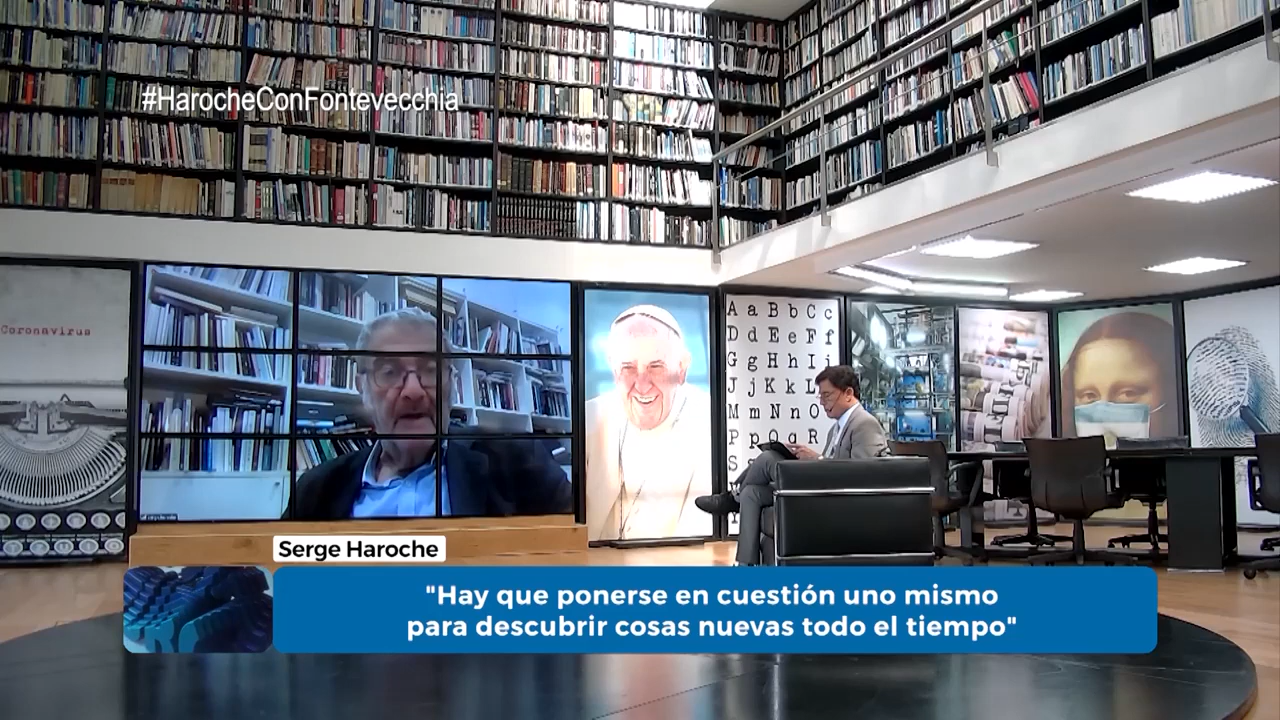 #HarocheConFontevecchia
Coronavirus
A a B b C c
D d E e F f
G g H h I i
J j K k L
M m N n O
P p Q q R
S s
Serge Haroche
"Hay que ponerse en cuestión uno mismo
para descubrir cosas nuevas todo el tiempo"